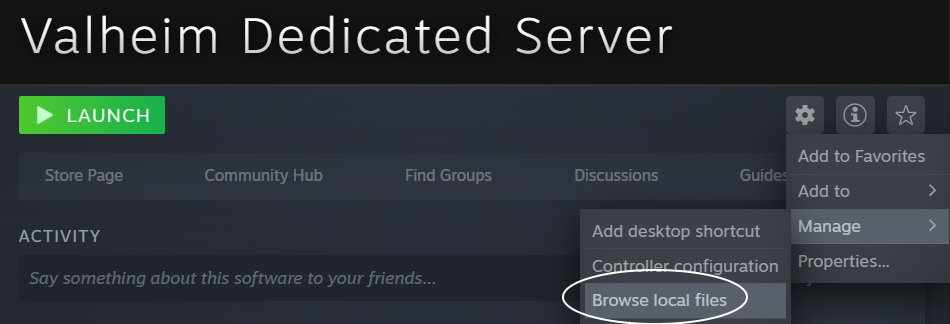 Valheim Dedicated Server
LAUNCH
Add to Favorites
Store Page
Community Hub
Find Groups
Discussions
Guides
Add to
Manage
ACTIVITY
Add desktop shortcut
Properties...
Controller configuration
Say something about this software to your friends...
Browse local files